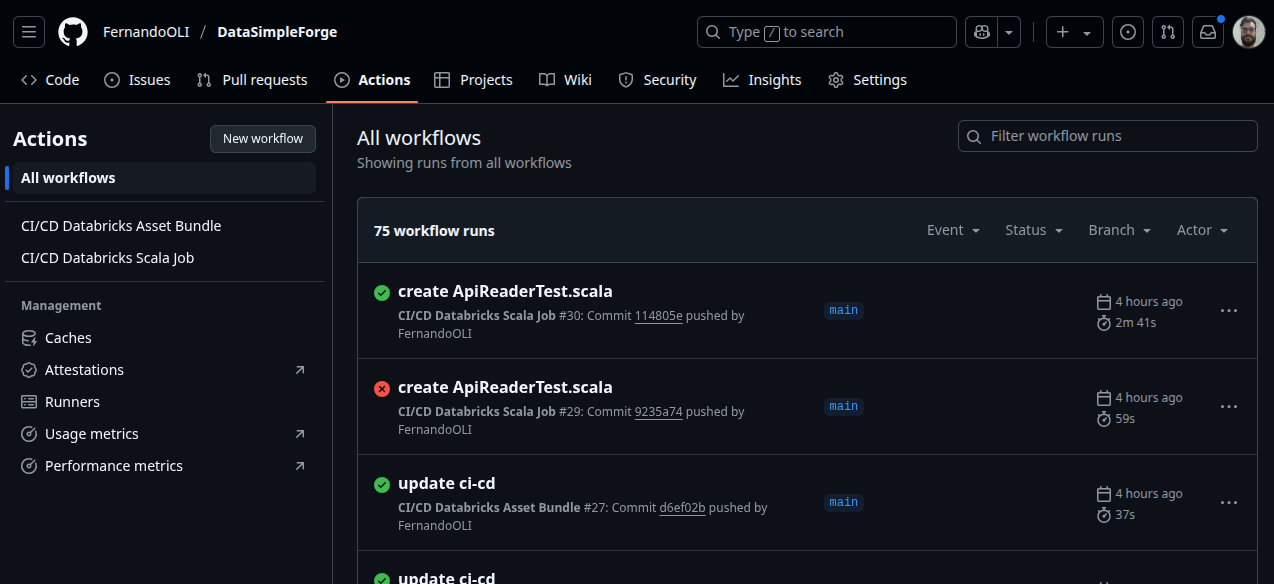 FernandoOLI / DataSimpleForge
Type / to search
Code
Issues
Pull requests
Actions
Projects
Wiki
Security
Insights
Settings
Actions
New workflow
All workflows
CI/CD Databricks Asset Bundle
CI/CD Databricks Scala Job
Management
Caches
Attestations
Runners
Usage metrics
Performance metrics
All workflows
Showing runs from all workflows
Filter workflow runs
75 workflow runs
Event
Status
Branch
Actor
create ApiReaderTest.scala
CI/CD Databricks Scala Job #30: Commit 114805e pushed by
FernandoOLI
main
4 hours ago
2m 41s
create ApiReaderTest.scala
CI/CD Databricks Scala Job #29: Commit 9235a74 pushed by
FernandoOLI
main
4 hours ago
59s
update ci-cd
CI/CD Databricks Asset Bundle #27: Commit d6ef02b pushed by
FernandoOLI
main
4 hours ago
37s
update ci-cd